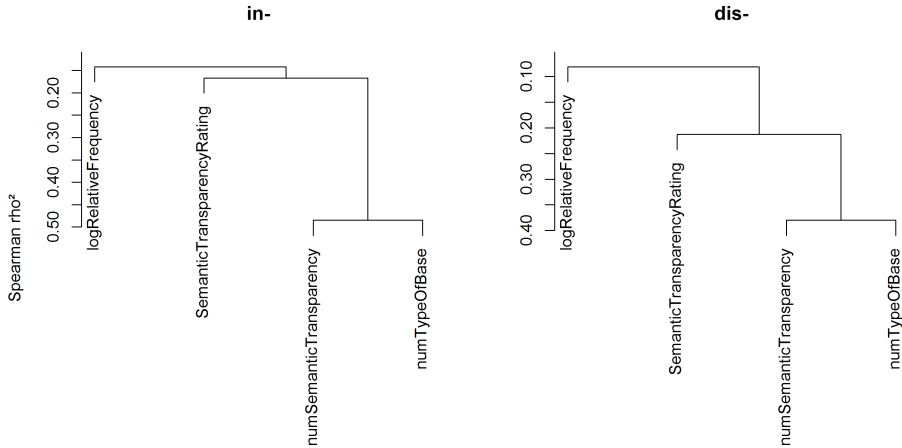 in-
dis-
Spearman rho²
0.20
0.30
0.40
0.50
logRelativeFrequency
SemanticTransparencyRating
numSemanticTransparency
numTypeOfBase
0.10
0.20
0.30
0.40
logRelativeFrequency
SemanticTransparencyRating
numSemanticTransparency
numTypeOfBase